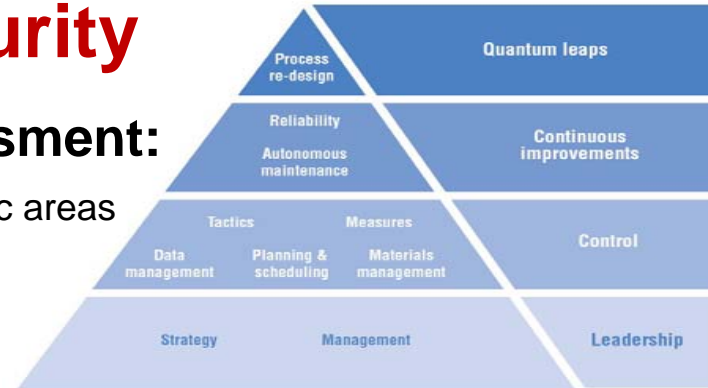 urity
sment:
c areas
Process
re-design
Quantum leaps
Reliability
Autonomous
maintenance
Continuous
improvements
Tactics Measures
Data
management
Planning &
scheduling
Materials
management
Control
Strategy Management
Leadership